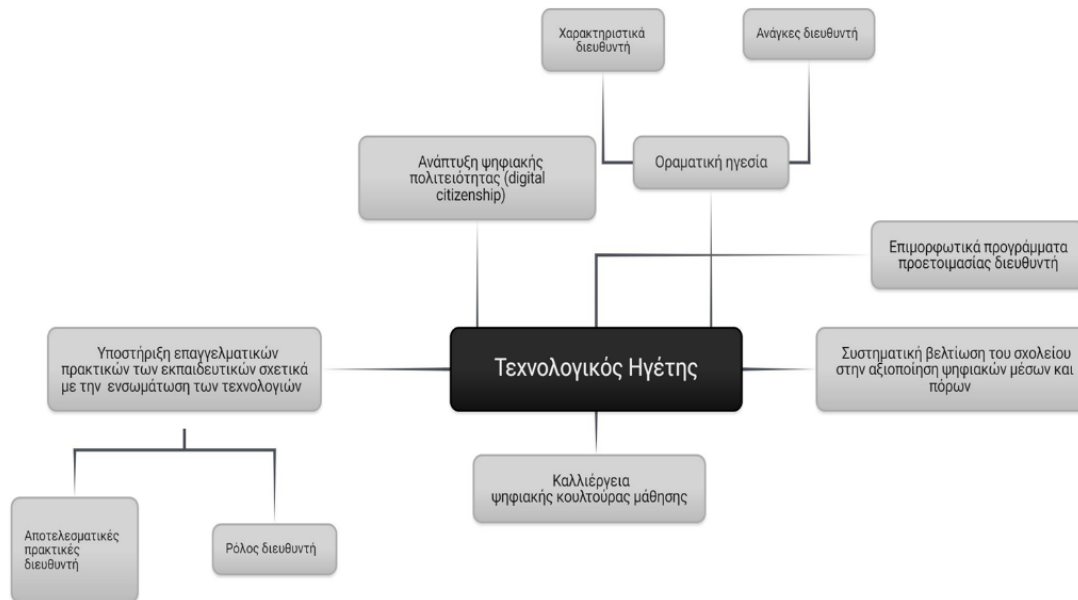 Χαρακτηριστικά
διευθυντή
Ανάγκες διευθυντή
Ανάπτυξη ψηφιακής
πολιτειότητας (digital
citizenship)
Οραματική ηγεσία
Επιμορφωτικά προγράμματα
προετοιμασίας διευθυντή
Υποστήριξη επαγγελματικών
πρακτικών των εκπαιδευτικών σχετικά
με την ενσωμάτωση των τεχνολογιών
Τεχνολογικός Ηγέτης
Συστηματική βελτίωση του σχολείου
στην αξιοποίηση ψηφιακών μέσων και
πόρων
Καλλιέργεια
ψηφιακής κουλτούρας μάθησης
Αποτελεσματικές
πρακτικές
διευθυντή
Ρόλος διευθυντή